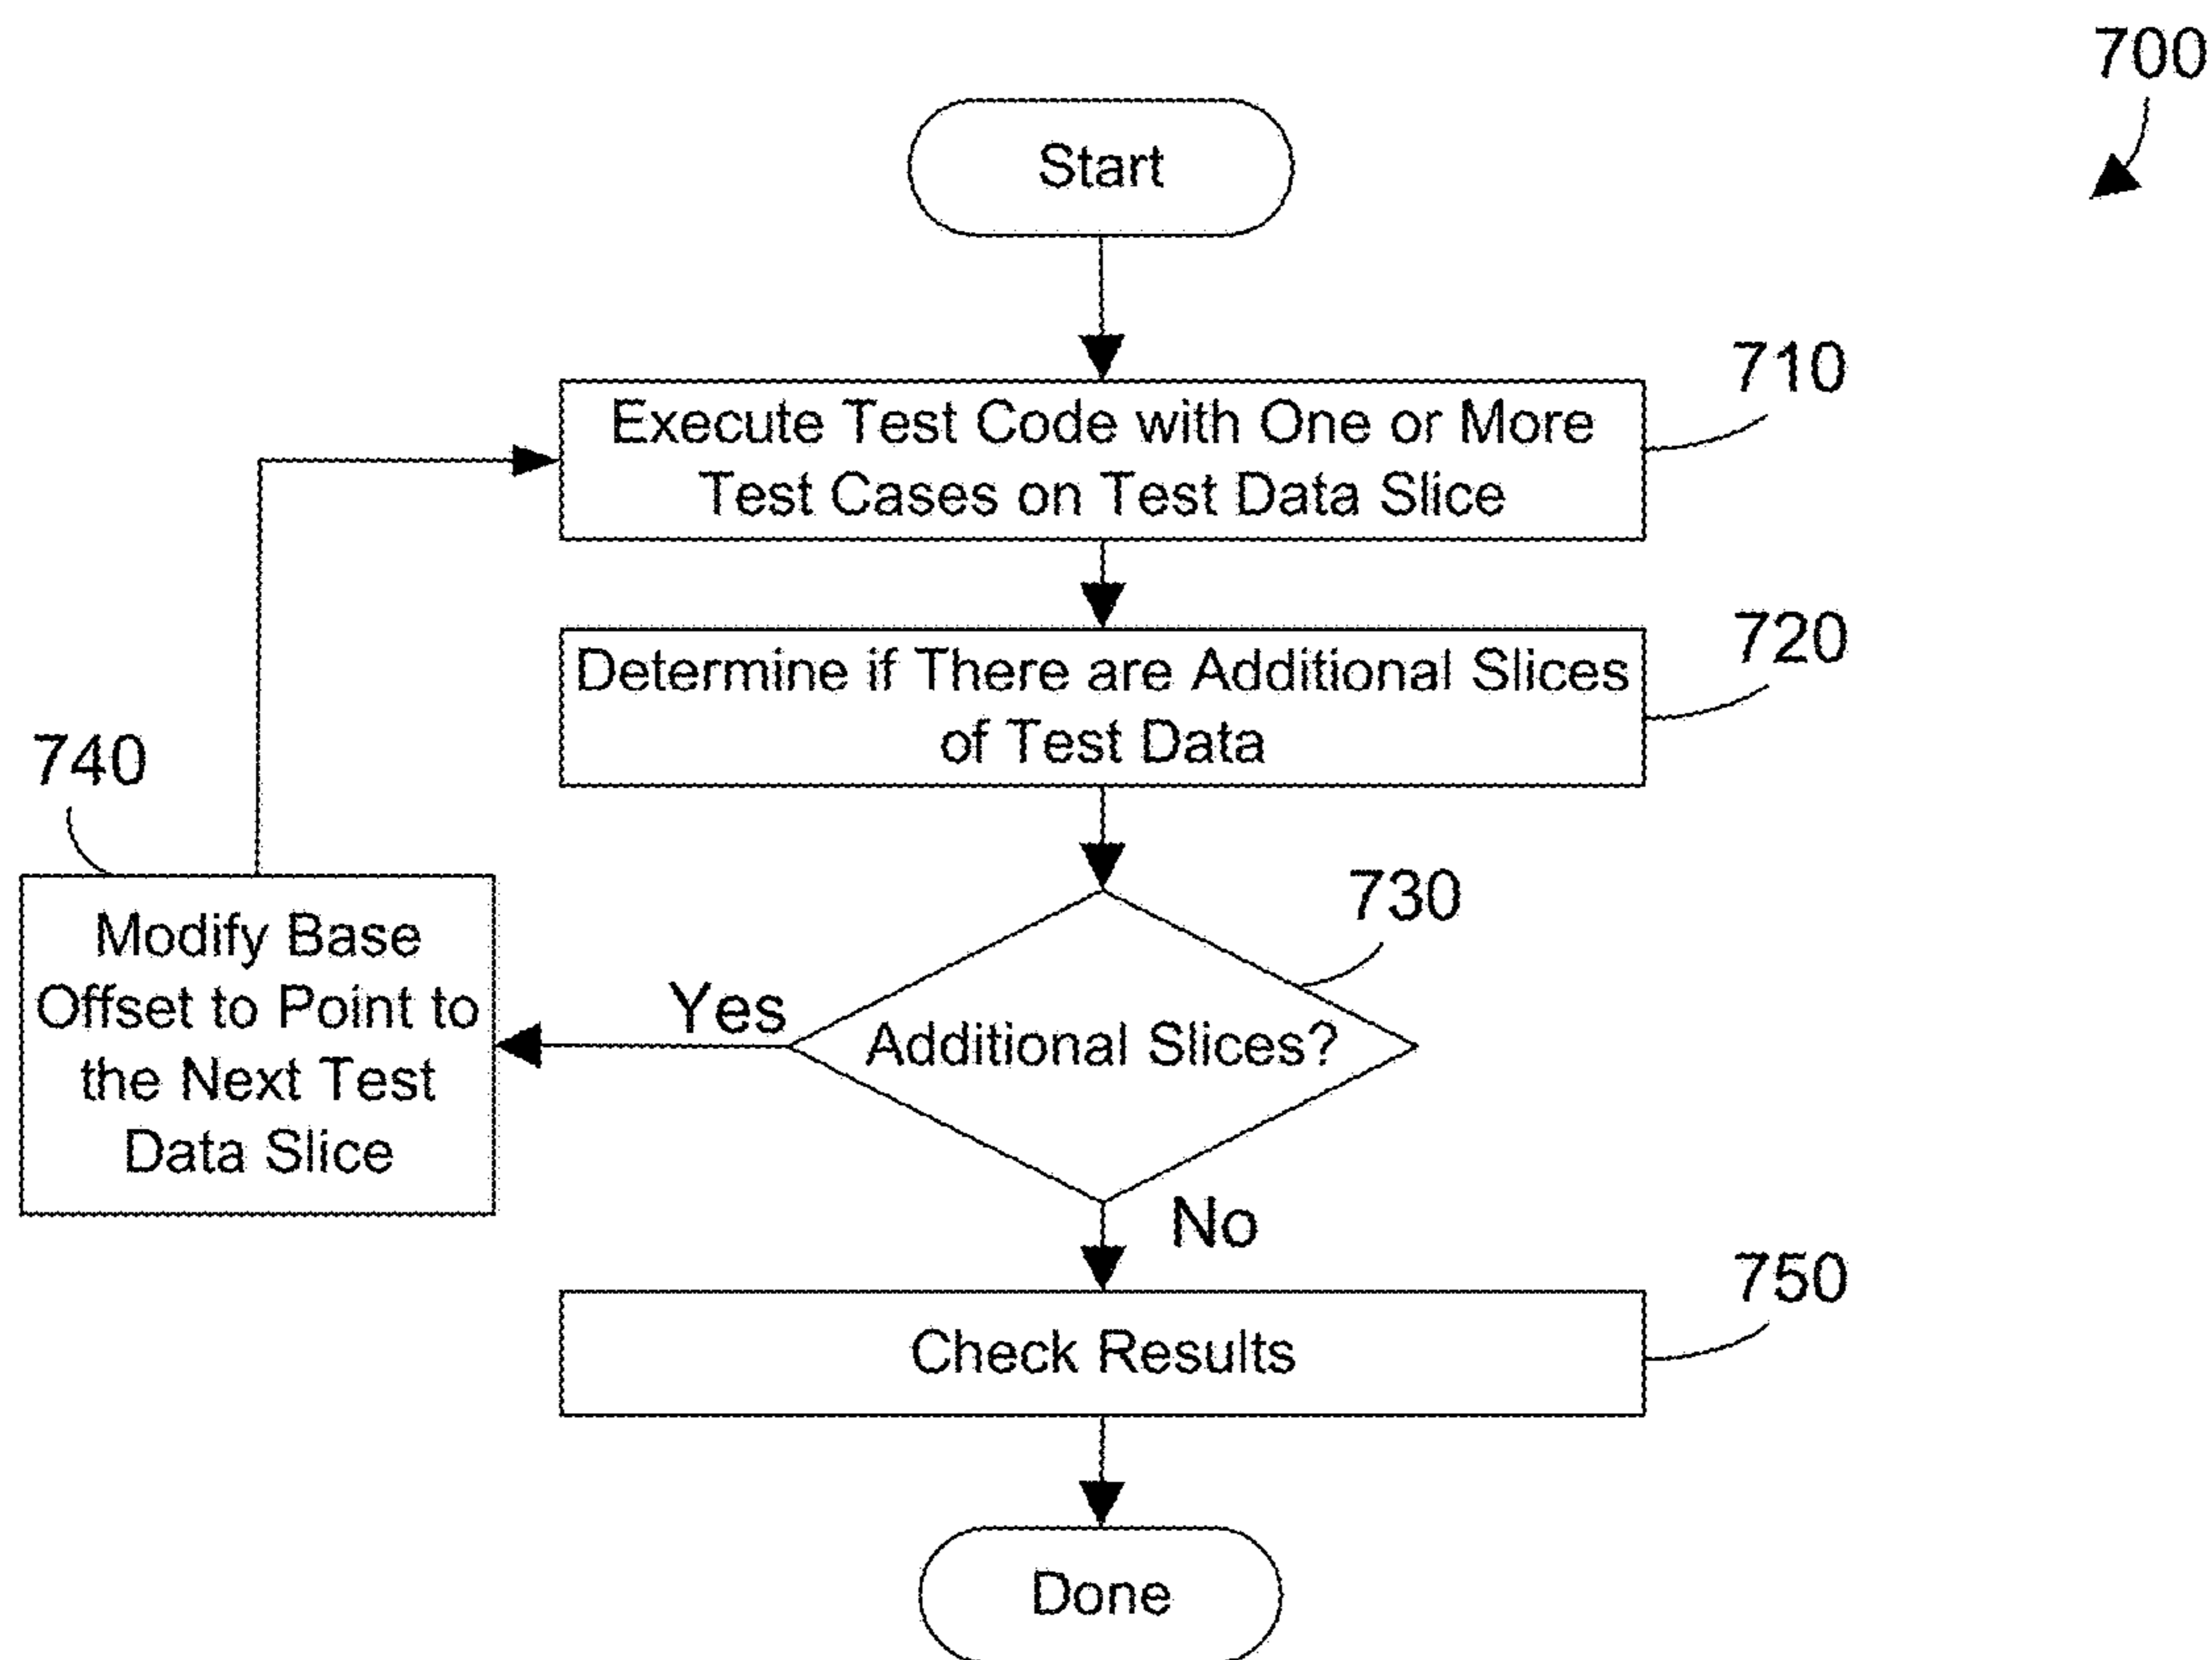 700
Start
710
Execute Test Code with One or More
Test Cases on Test Data Slice
720
Determine if There are Additional Slices
of Test Data
740
Modify Base
Offset to Point to
the Next Test
Data Slice
730
Yes
Additional Slices?
No
750
Check Results
Done